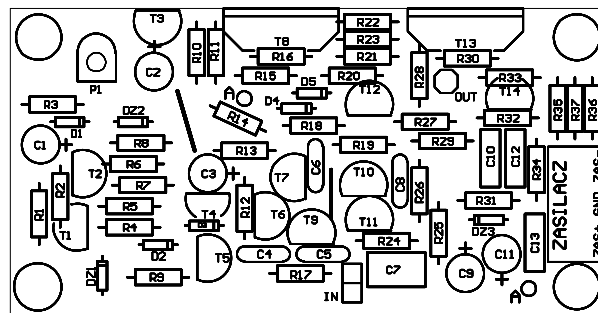 T3
R22
R23
R10
R11
T8
R16
R21
T13
R30
C2
R15
R20
R28
R33
P1
A
D5
T12
OUT
T14
R3
D4
R35
R37
R36
D1
DZ2
R14
R18
R27
R32
C1
R8
R13
R19
R29
R6
C6
C10
C12
R34
T2
R7
C3
T7
T10
C8
R26
ZASILACZ
R1
R2
R5
T4
R12
T6
T9
T11
R31
T1
R4
R25
DZ3
C13
D2
T5
C4
C5
R24
C11
DZ1
R9
R17
C7
C9
IN
A